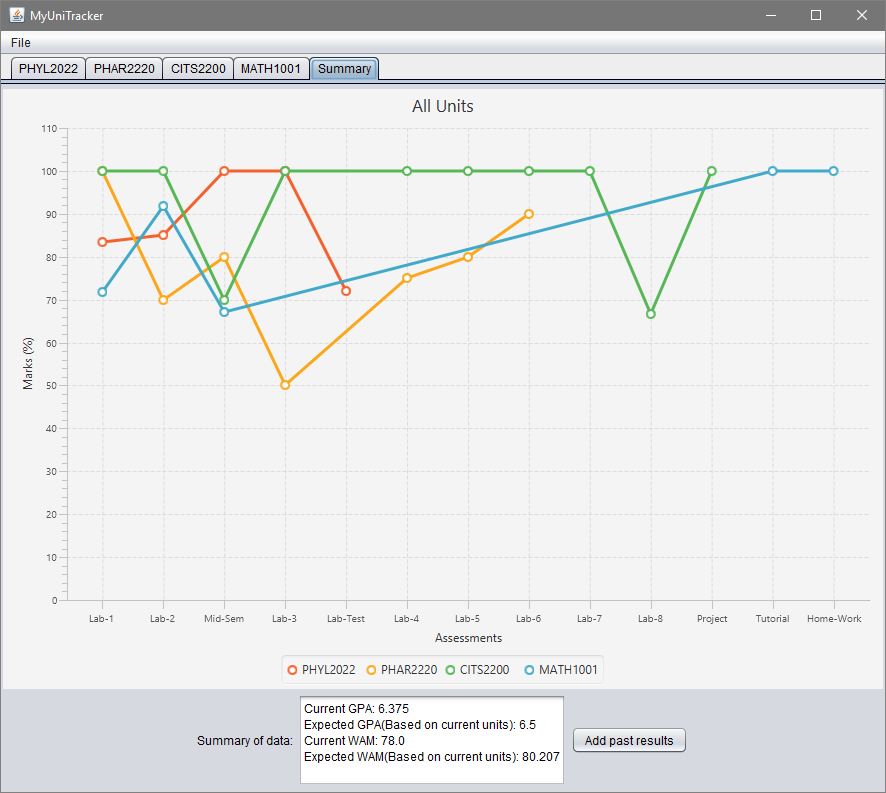 MyUniTracker
File
PHYL2022 PHAR2220 CITS2200 MATH1001 Summary
All Units
110
100
90
80
70
60
50
40
30
20
10
0
Marks (%)
Lab-1 Lab-2 Mid-Sem Lab-3 Lab-Test Lab-4 Lab-5 Lab-6 Lab-7 Lab-8 Project Tutorial Home-Work
Assessments
PHYL2022 PHAR2220 CITS2200 MATH1001
Summary of data:
Current GPA: 6.375
Expected GPA(Based on current units): 6.5
Current WAM: 78.0
Expected WAM(Based on current units): 80.207
Add past results